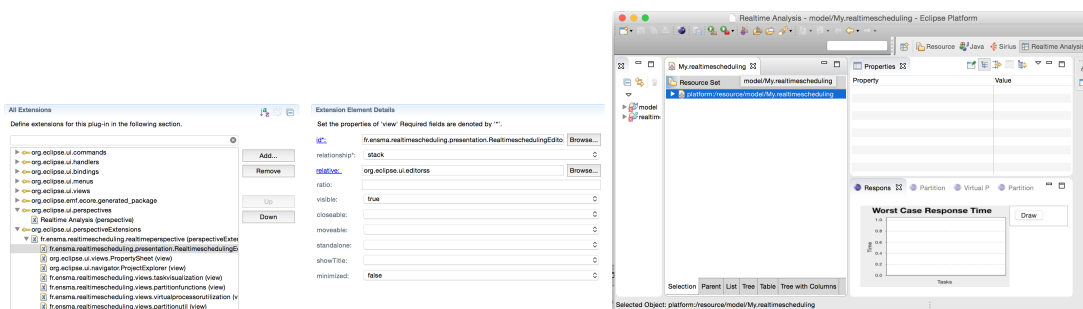 All Extensions
Define extensions for this plug-in in the following section.
org.eclipse.ui.commands
org.eclipse.ui.handlers
org.eclipse.ui.bindings
org.eclipse.ui.menus
org.eclipse.ui.views
org.eclipse.emf.ecore.generated_package
org.eclipse.ui.perspectives
Realtime Analysis (perspective)
org.eclipse.ui.perspectiveExtensions
fr.ensma.realtimescheduling.realtimeperspective (perspectiveExter
fr.ensma.realtimescheduling.presentation.RealtimeschedulingE
org.eclipse.ui.views.PropertySheet (view)
org.eclipse.ui.navigator.ProjectExplorer (view)
fr.ensma.realtimescheduling.views.taskvisualization (view)
fr.ensma.realtimescheduling.views.partitionfunctions (view)
fr.ensma.realtimescheduling.views.virtualprocessorutilization (v
fr.ensma.realtimescheduling.views.partitionutil (view)
Add...
Remove
Up
Down
Extension Element Details
Set the properties of 'view' Required fields are denoted by '*'.
id*: fr.ensma.realtimescheduling.presentation.RealtimeschedulingEdito Browse...
relationship*: stack
relative: org.eclipse.ui.editorss Browse...
ratio:
visible: true
closeable:
moveable:
standalone:
showTitle:
minimized: false
Realtime Analysis - model/My.realtimescheduling - Eclipse Platform
Resource Java Sirius Realtime Analysis
model
realtim
My.realtimescheduling
Resource Set
model/My.realtimescheduling
platform:/resource/model/My.realtimescheduling
Selection Parent List Tree Table Tree with Columns
Properties
Property Value
Respons Partition Virtual P Partition
Worst Case Response Time
Draw
1.0
0.8
0.6
0.4
0.2
0.0
Time
Tasks
Selected Object: platform:/resource/model/My.realtimescheduling